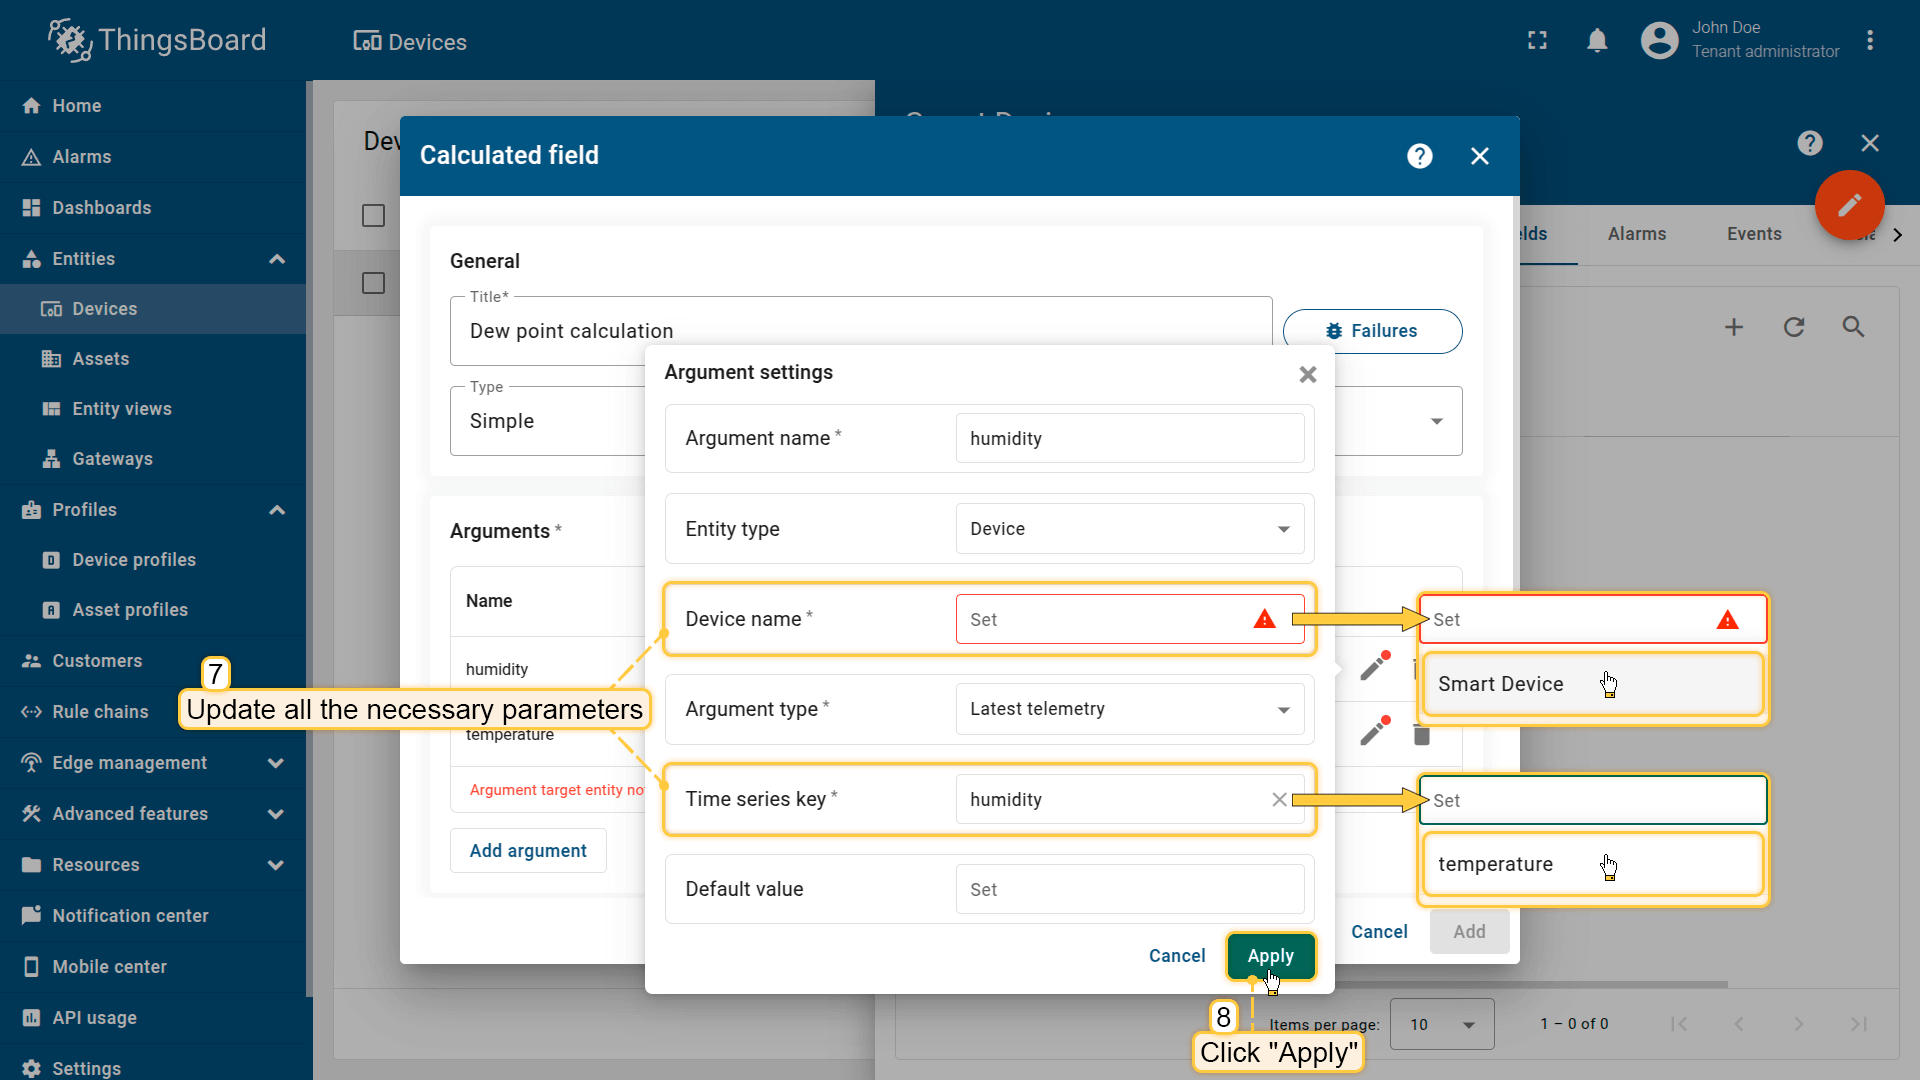 ThingsBoard
Devices
John Doe
Tenant administrator
Home
Alarms
Dashboards
Entities
Devices
Assets
Entity views
Gateways
Profiles
Device profiles
Asset profiles
Customers
Rule chains
Edge management
Advanced features
Resources
Notification center
Mobile center
API usage
Settings
Calculated field
General
Title*
Dew point calculation
Failures
Type
Simple
Arguments *
Name
humidity
temperature
Argument target entity
Add argument
Cancel
Add
Argument settings
Argument name *
humidity
Entity type
Device
Device name *
Set
Argument type *
Latest telemetry
Time series key *
humidity
Default value
Set
Cancel
Apply
Set
Smart Device
Set
temperature
7
Update all the necessary parameters
8
Click "Apply"
Alarms
Events
Items per page:
10
1 – 0 of 0